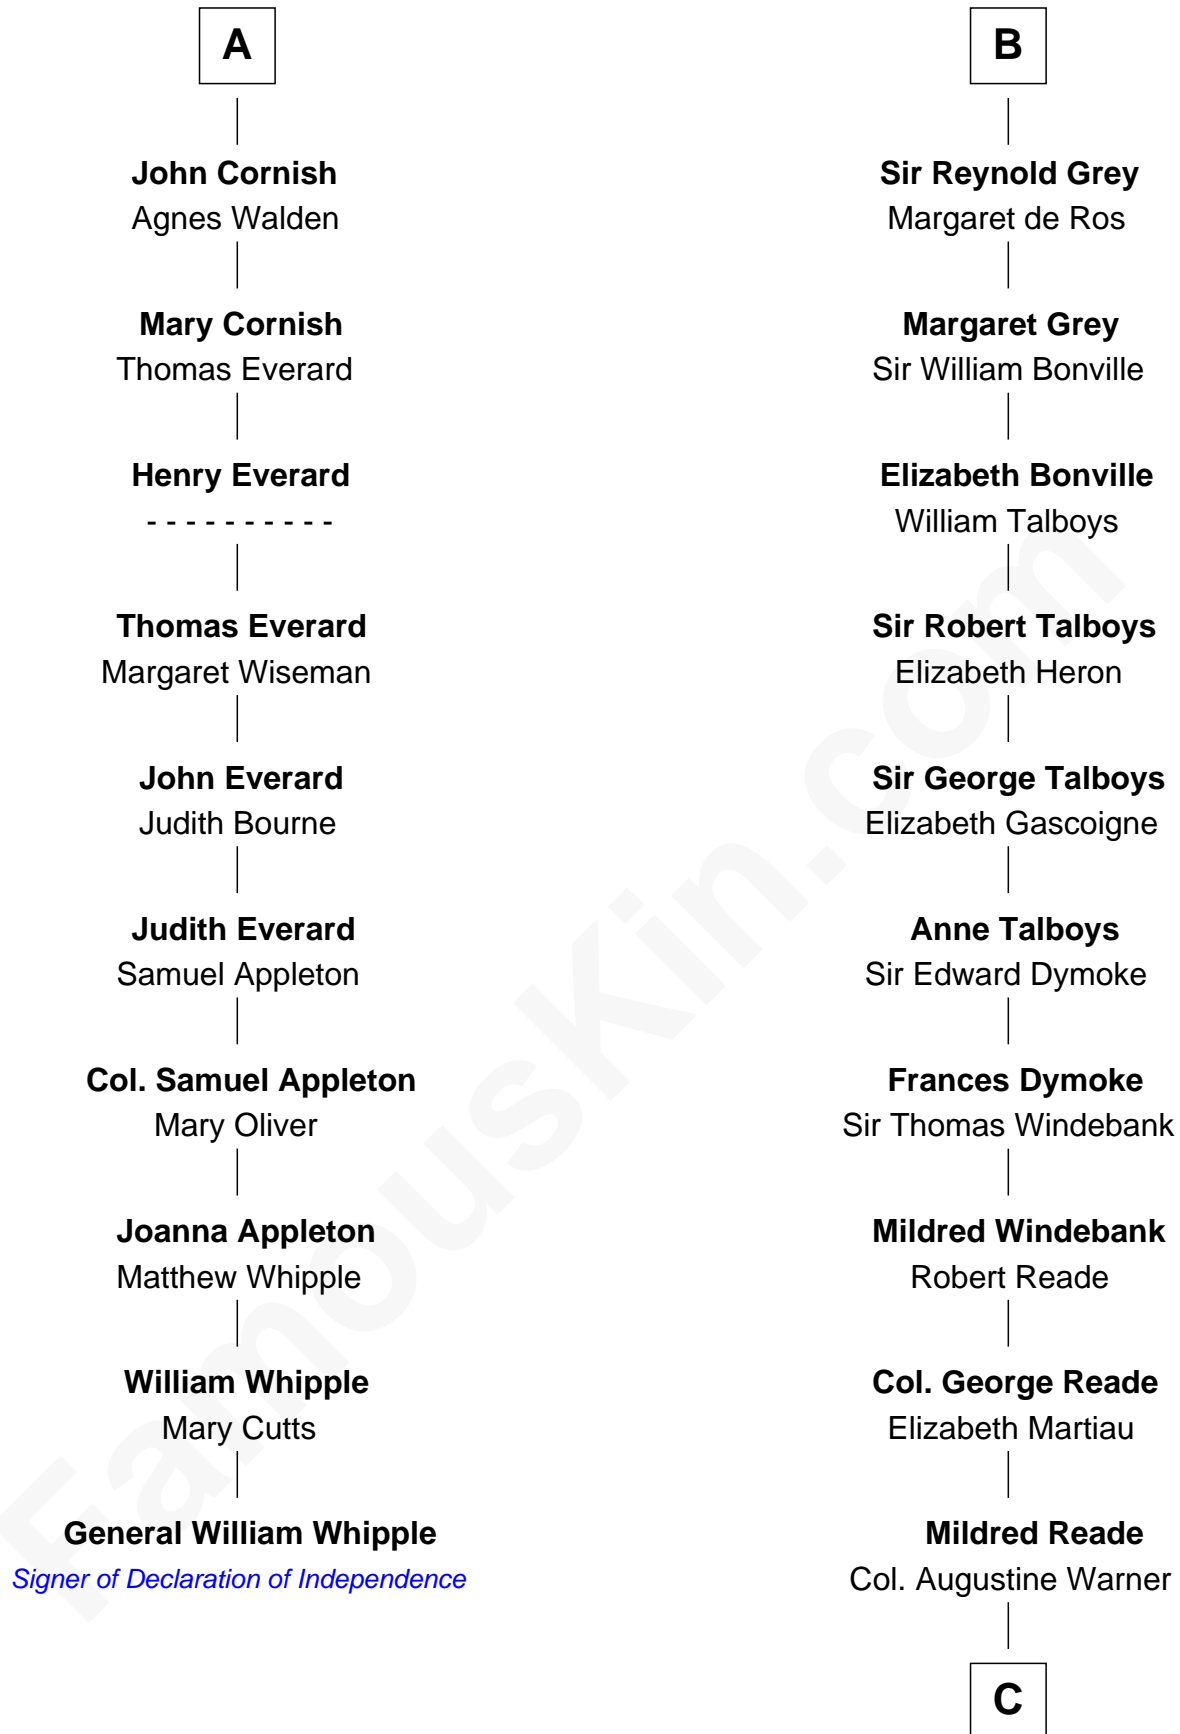 A
John Cornish
Agnes Walden
Mary Cornish
Thomas Everard
Henry Everard
- - - - - - - - - -
Thomas Everard
Margaret Wiseman
John Everard
Judith Bourne
Judith Everard
Samuel Appleton
Col. Samuel Appleton
Mary Oliver
Joanna Appleton
Matthew Whipple
William Whipple
Mary Cutts
General William Whipple
Signer of Declaration of Independence
B
Sir Reynold Grey
Margaret de Ros
Margaret Grey
Sir William Bonville
Elizabeth Bonville
William Talboys
Sir Robert Talboys
Elizabeth Heron
Sir George Talboys
Elizabeth Gascoigne
Anne Talboys
Sir Edward Dymoke
Frances Dymoke
Sir Thomas Windebank
Mildred Windebank
Robert Reade
Col. George Reade
Elizabeth Martiau
Mildred Reade
Col. Augustine Warner
C
FamousKin.com